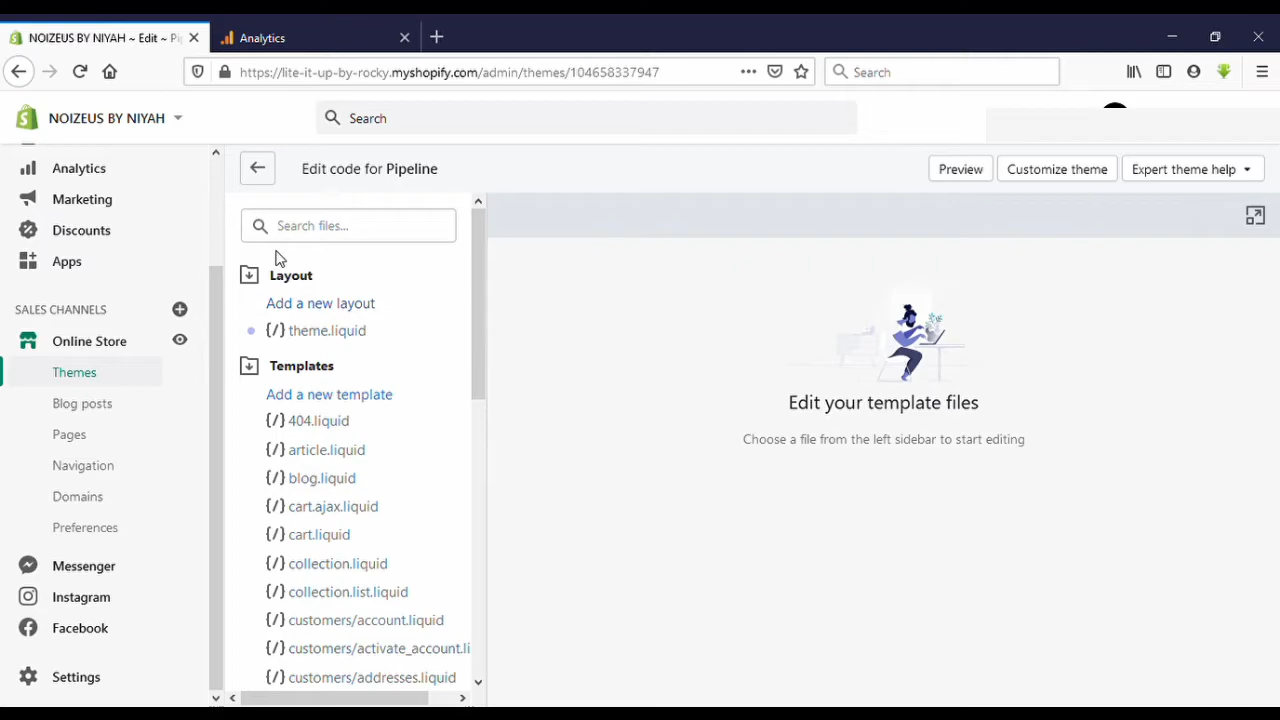 NOIZEUS BY NIYAH ~ Edit ~ Pi
Analytics
https://lite-it-up-by-rocky.myshopify.com/admin/themes/104658337947
Search
NOIZEUS BY NIYAH
Search
Analytics
Marketing
Discounts
Apps
SALES CHANNELS
Online Store
Themes
Blog posts
Pages
Navigation
Domains
Preferences
Messenger
Instagram
Facebook
Settings
Edit code for Pipeline
Preview
Customize theme
Expert theme help
Search files...
Layout
Add a new layout
{/} theme.liquid
Templates
Add a new template
{/} 404.liquid
{/} article.liquid
{/} blog.liquid
{/} cart.ajax.liquid
{/} cart.liquid
{/} collection.liquid
{/} collection.list.liquid
{/} customers/account.liquid
{/} customers/activate_account.li
{/} customers/addresses.liquid
Edit your template files
Choose a file from the left sidebar to start editing